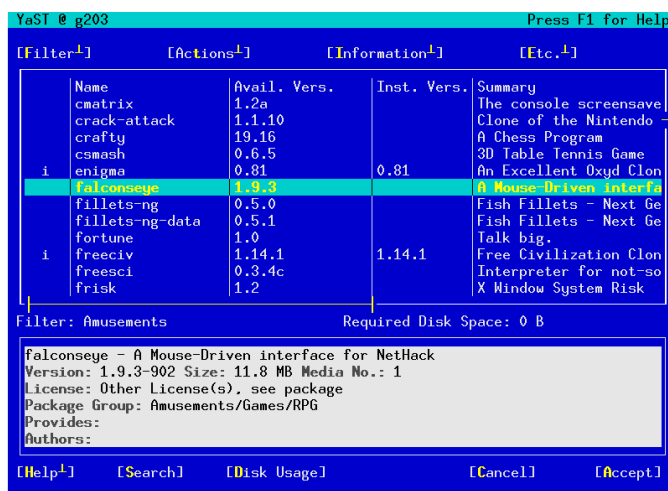 YaST @ g203 Press F1 for Help
[Filter┴] [Actions┴] [Information┴] [Etc.┴]
Name Avail. Vers. Inst. Vers. Summary
cmatrix 1.2a The console screensave
crack-attack 1.1.10 Clone of the Nintendo -
crafty 19.16 A Chess Program
csmash 0.6.5 3D Table Tennis Game
i enigma 0.81 0.81 An Excellent Oxyd Clon
falconseye 1.9.3 A Mouse-Driven interfa
fillets-ng 0.5.0 Fish Fillets - Next Ge
fillets-ng-data 0.5.1 Fish Fillets - Next Ge
fortune 1.0 Talk big.
i freeciv 1.14.1 1.14.1 Free Civilization Clon
freesci 0.3.4c Interpreter for not-so
frisk 1.2 X Window System Risk
Filter: Amusements Required Disk Space: 0 B
falconseye - A Mouse-Driven interface for NetHack
Version: 1.9.3-902 Size: 11.8 MB Media No.: 1
License: Other License(s), see package
Package Group: Amusements/Games/RPG
Provides:
Authors:
[Help┴] [Search] [Disk Usage] [Cancel] [Accept]